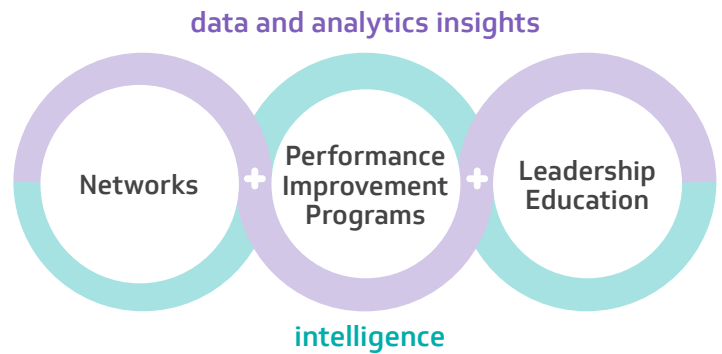 data and analytics insights
Networks
+
Performance
Improvement
Programs
+
Leadership
Education
intelligence